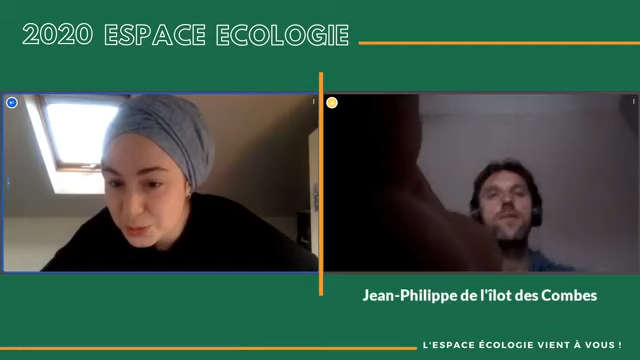 2020 ESPACE ECOLOGIE
Jean-Philippe de l'îlot des Combes
L'ESPACE ÉCOLOGIE VIENT À VOUS !